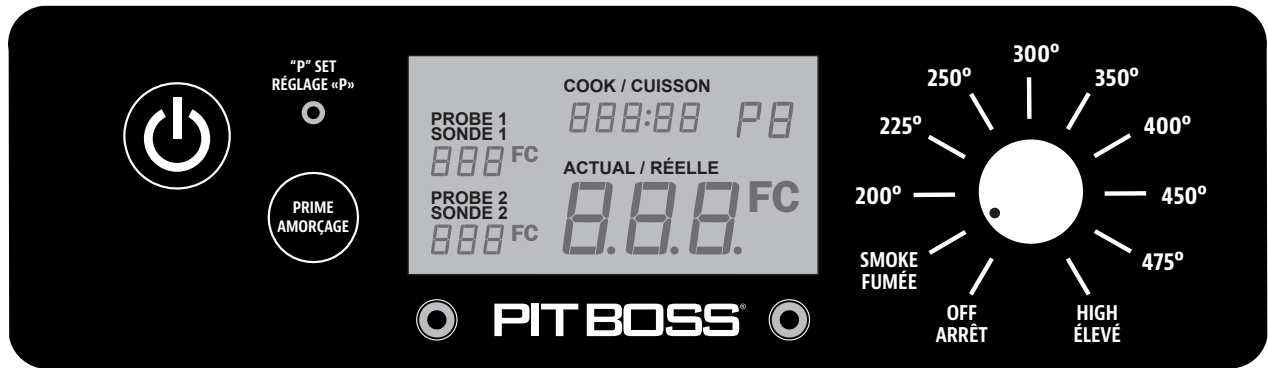 "P" SET
RÉGLAGE «P»
PRIME
AMORÇAGE
COOK / CUISSON
888:88 P8
PROBE 1
SONDE 1
888 FC
ACTUAL / RÉELLE
8.8.8. FC
PROBE 2
SONDE 2
888 FC
PIT BOSS®
OFF
ARRÊT
SMOKE
FUMÉE
200º
225º
250º
300º
350º
400º
450º
475º
HIGH
ÉLEVÉ